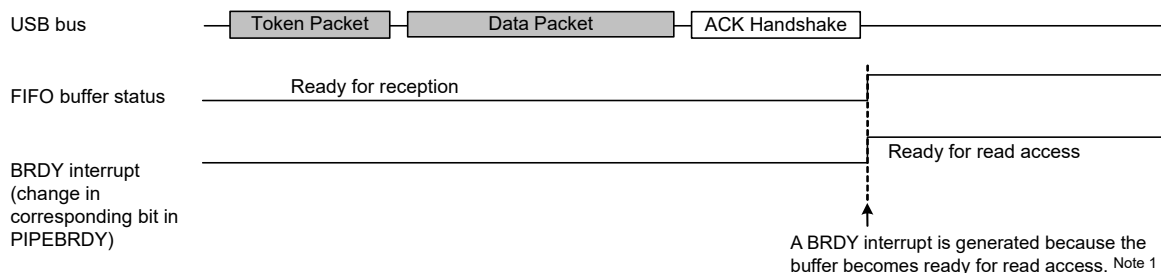 USB bus
Token Packet
Data Packet
ACK Handshake
FIFO buffer status
Ready for reception
BRDY interrupt
(change in
corresponding bit in
PIPEBRDY)
Ready for read access
A BRDY interrupt is generated because the
buffer becomes ready for read access. Note 1